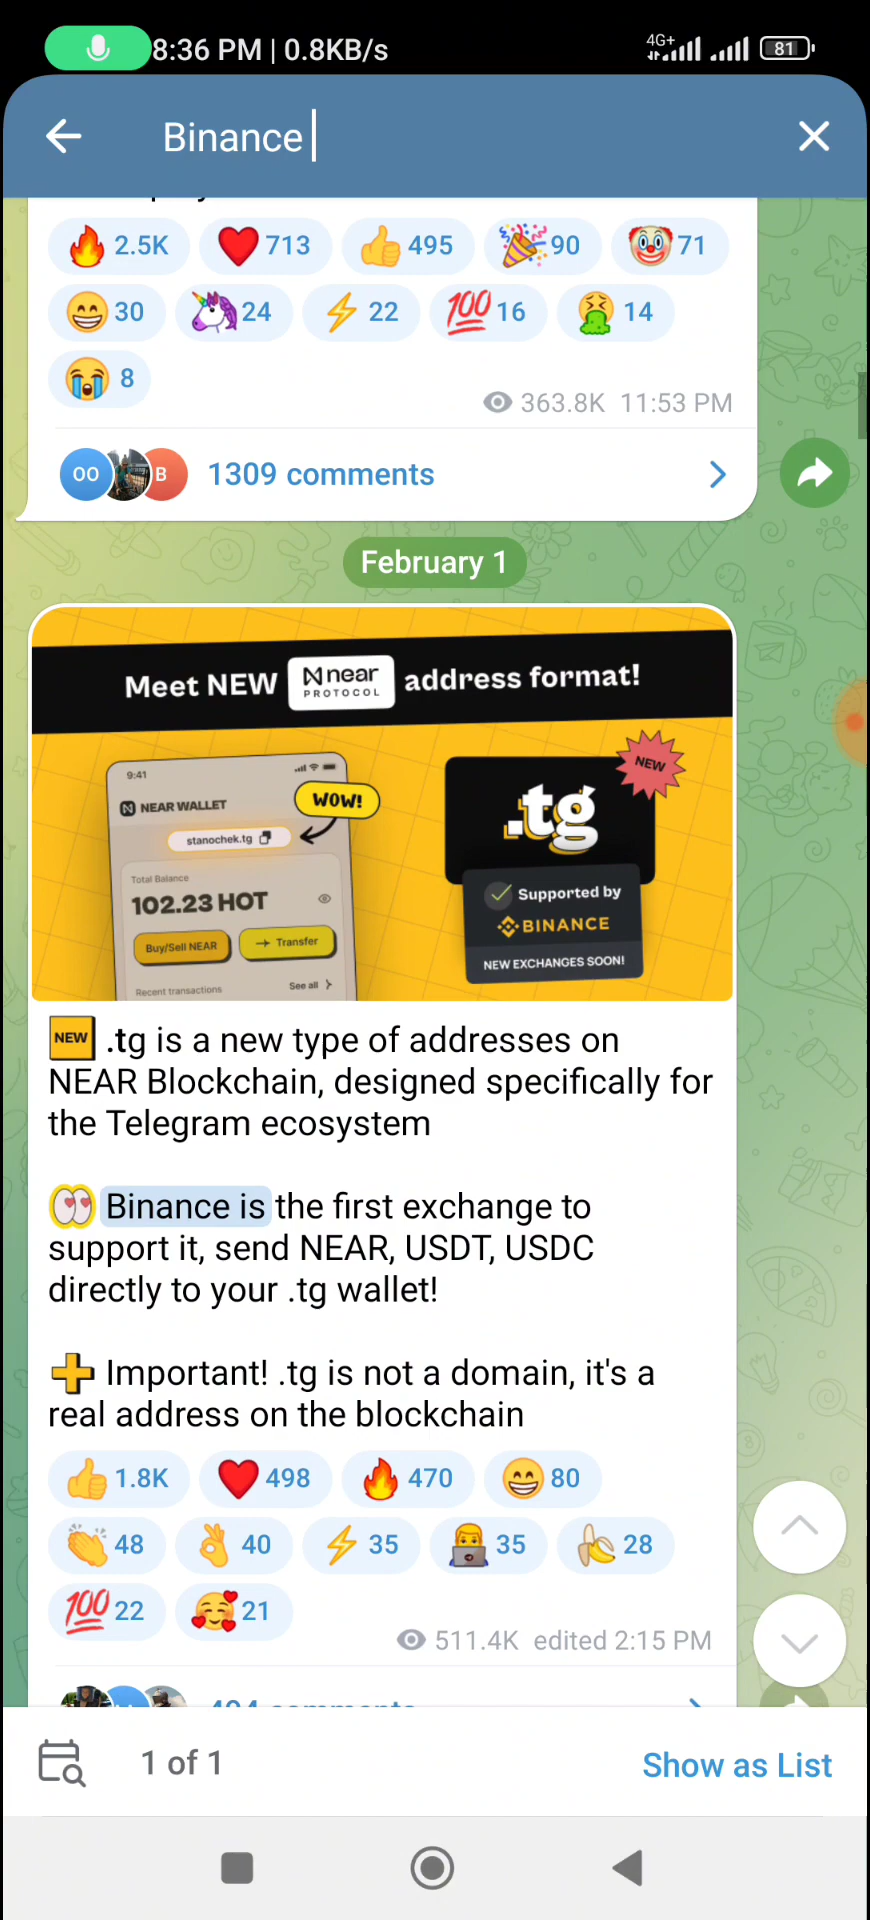 8:36 PM | 0.8KB/s 4G+ 81
Binance
2.5K 713 495 90 71
30 24 22 16 14
8
363.8K 11:53 PM
OO B 1309 comments
February 1
Meet NEW near PROTOCOL address format!
9:41
NEAR WALLET
WOW!
stanochek.tg
Total Balance
102.23 HOT
Buy/Sell NEAR
Transfer
Recent transactions
See all
NEW
.tg
Supported by
BINANCE
NEW EXCHANGES SOON!
NEW .tg is a new type of addresses on
NEAR Blockchain, designed specifically for
the Telegram ecosystem
Binance is the first exchange to
support it, send NEAR, USDT, USDC
directly to your .tg wallet!
Important! .tg is not a domain, it's a
real address on the blockchain
1.8K 498 470 80
48 40 35 35 28
100 22 21
511.4K edited 2:15 PM
1 of 1
Show as List